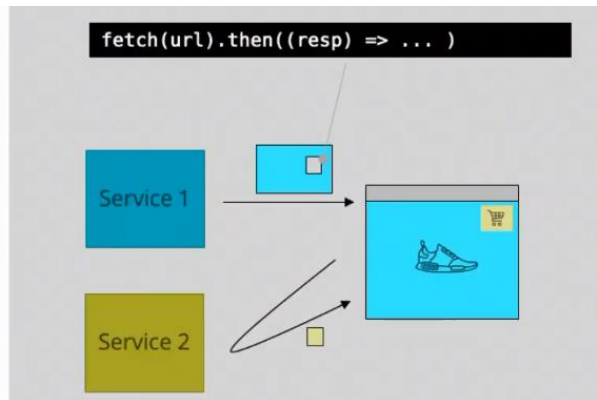 fetch(url).then((resp) => ... )
Service 1
Service 2